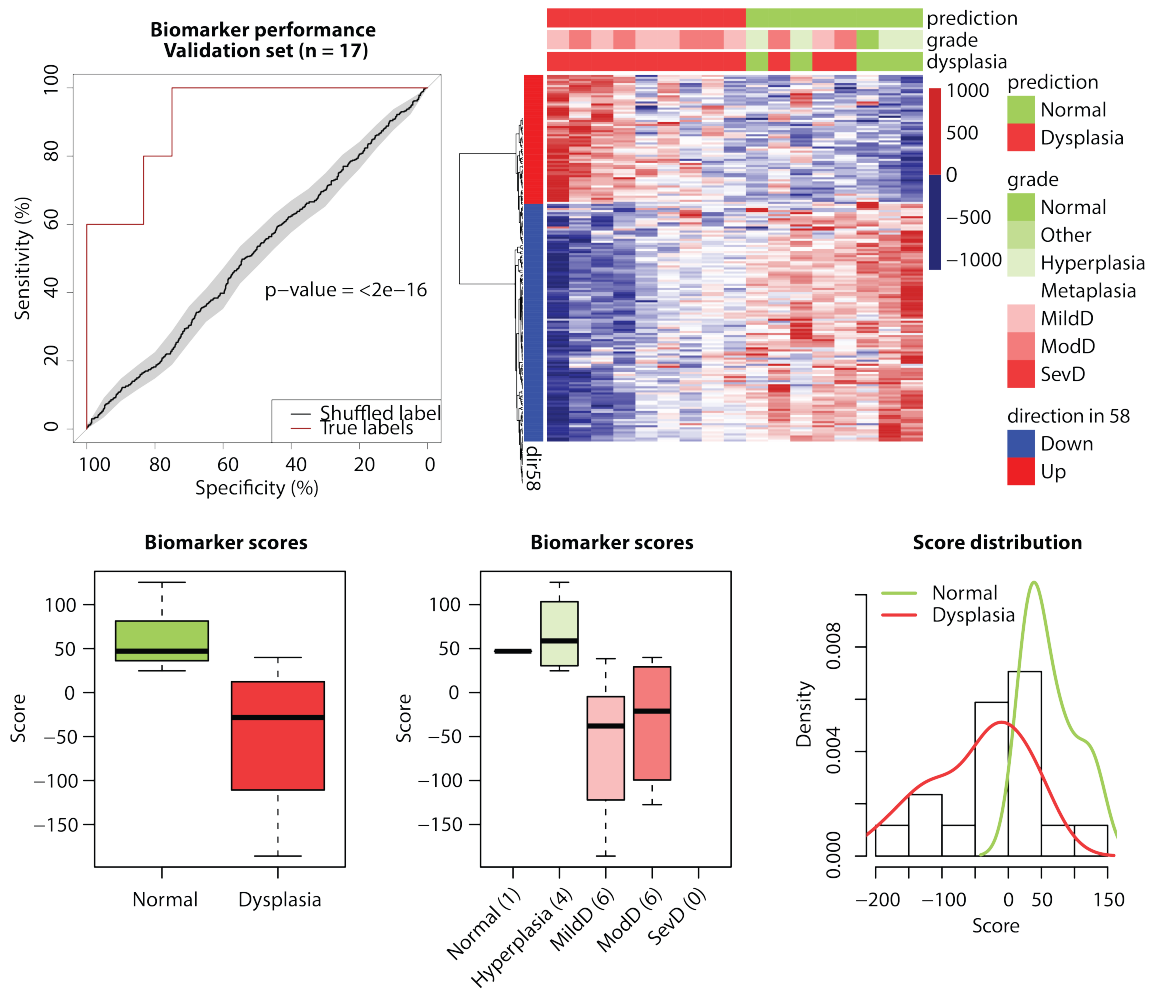 Biomarker performance
Validation set (n = 17)
Sensitivity (%)
100
80
60
40
20
0
p−value = <2e−16
Shuffled label
True labels
100 80 60 40 20 0
Specificity (%)
prediction
grade
dysplasia
dir58
1000
500
0
−500
−1000
prediction
Normal
Dysplasia
grade
Normal
Other
Hyperplasia
Metaplasia
MildD
ModD
SevD
direction in 58
Down
Up
Biomarker scores
Score
100
50
0
−50
−100
−150
Normal Dysplasia
Biomarker scores
Score
100
50
0
−50
−100
−150
Normal (1)
Hyperplasia (4)
MildD (6)
ModD (6)
SevD (0)
Score distribution
Normal
Dysplasia
Density
0.008
0.004
0.000
−200 −100 0 50 150
Score